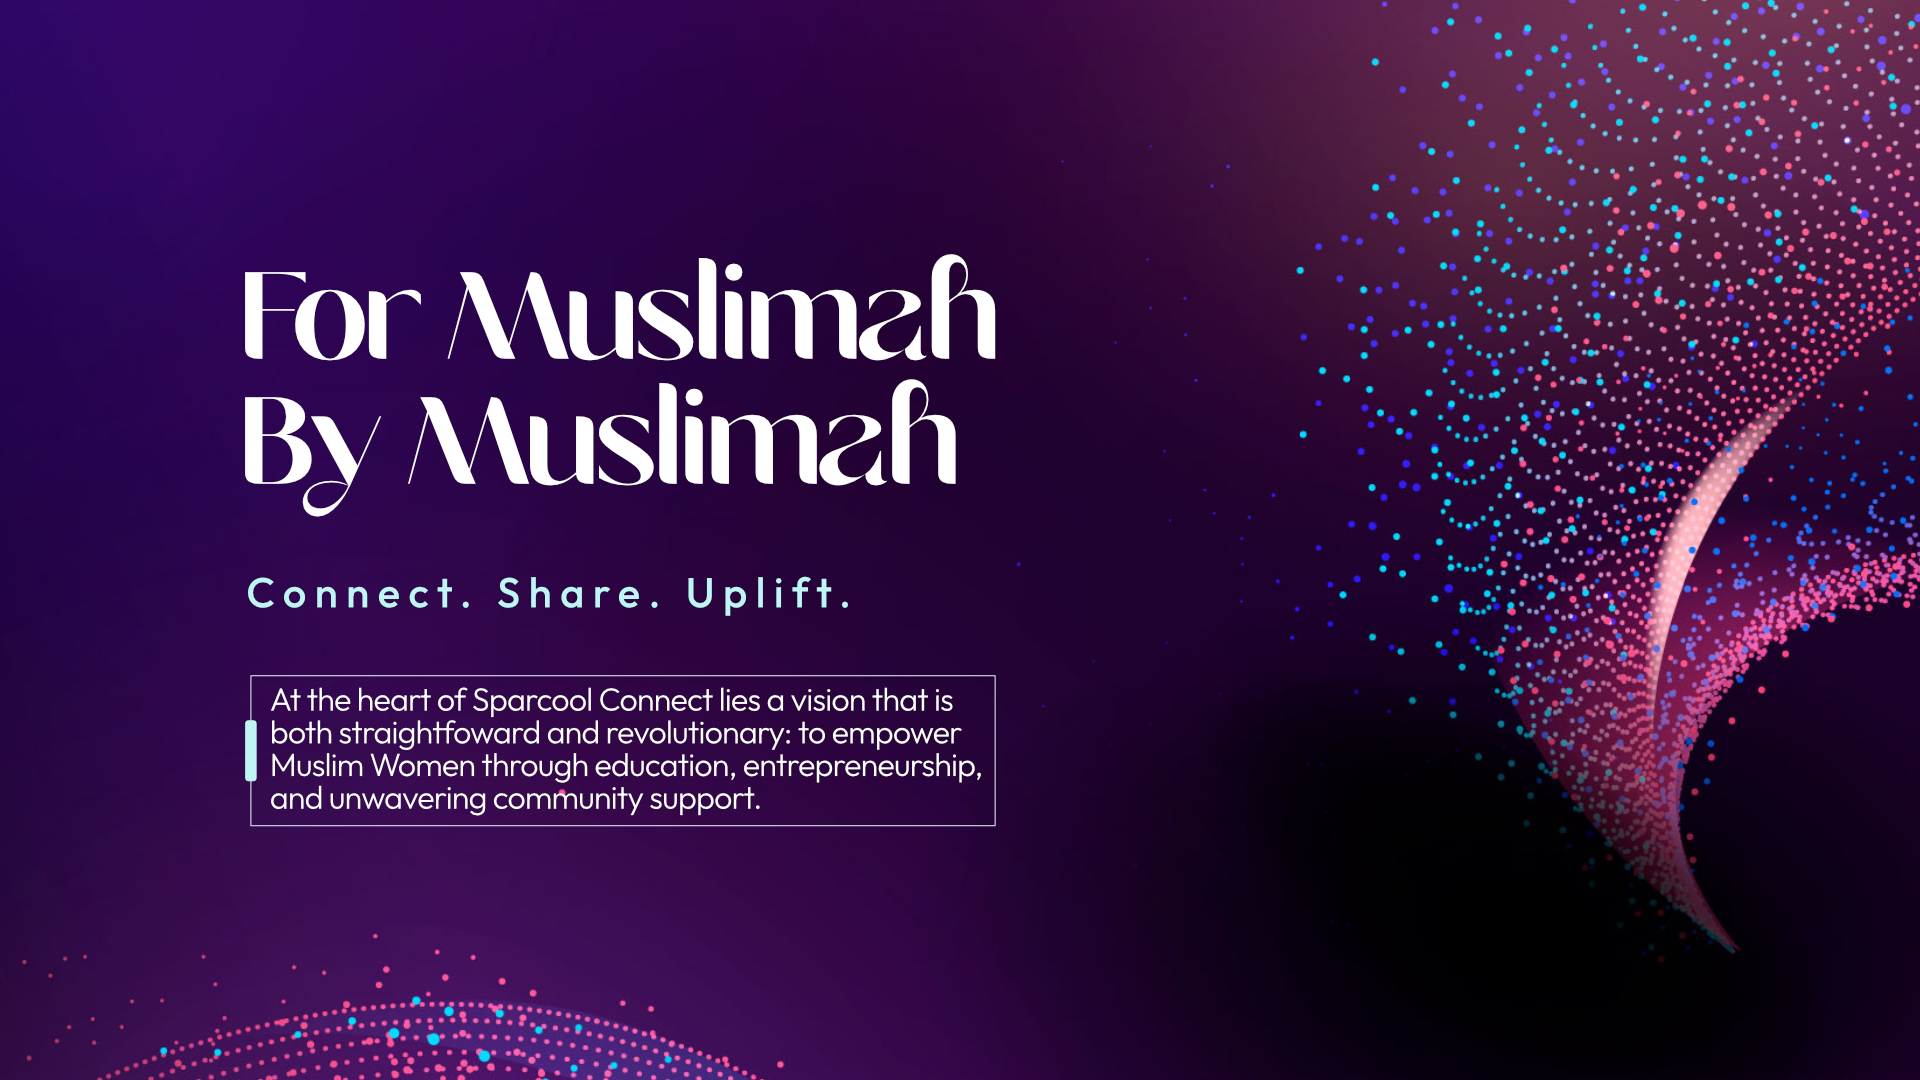 For Muslimah
By Muslimah
Connect. Share. Uplift.
At the heart of Sparcool Connect lies a vision that is
both straightfoward and revolutionary: to empower
Muslim Women through education, entrepreneurship,
and unwavering community support.